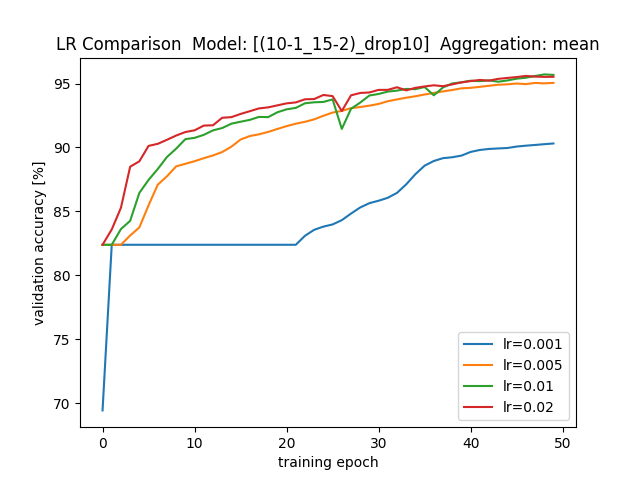 LR Comparison  Model: [(10-1_15-2)_drop10]  Aggregation: mean
validation accuracy [%]
95
90
85
80
75
70
0 10 20 30 40 50
training epoch
lr=0.001
lr=0.005
lr=0.01
lr=0.02